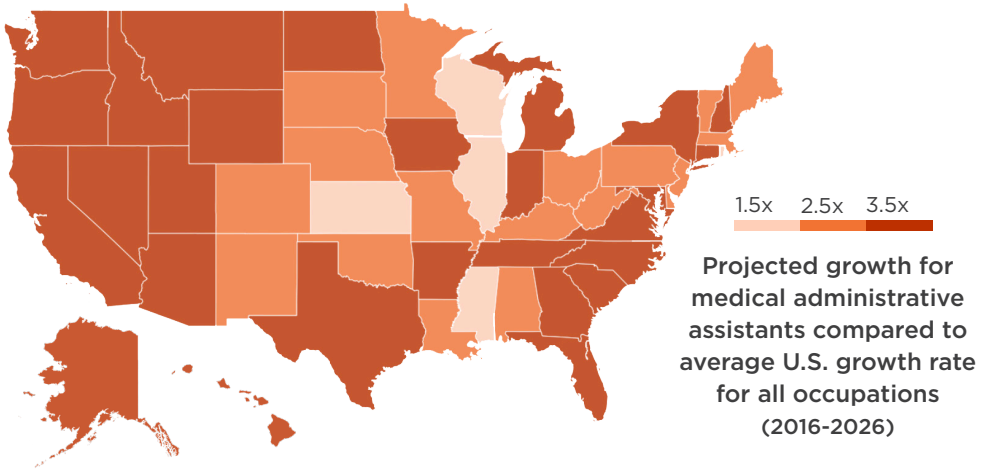 1.5x 2.5x 3.5x
Projected growth for
medical administrative
assistants compared to
average U.S. growth rate
for all occupations
(2016-2026)